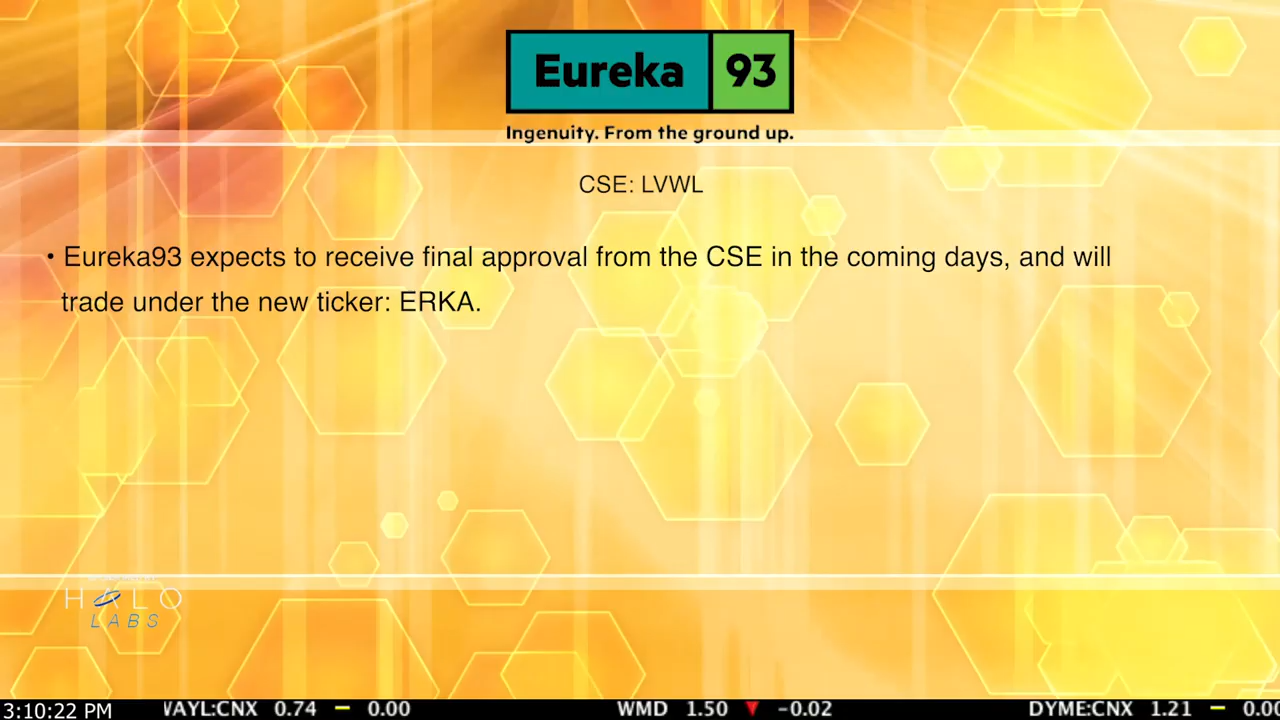 Eureka 93
Ingenuity. From the ground up.
CSE: LVWL
• Eureka93 expects to receive final approval from the CSE in the coming days, and will
trade under the new ticker: ERKA.
HALO
LABS
3:10:22 PM WAYL:CNX 0.74 0.00 WMD 1.50 ▼ -0.02 DYME:CNX 1.21